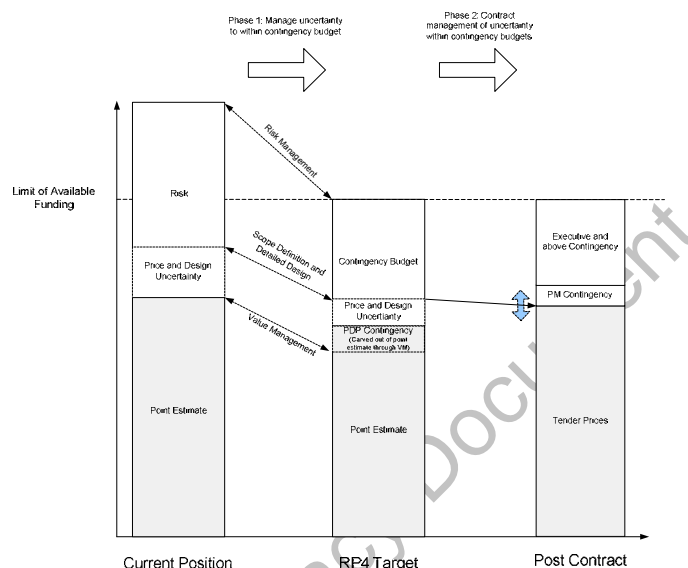 Phase 1: Manage uncertainty
to within contingency budget
Phase 2: Contract
management of uncertainty
within contingency budgets
Limit of Available
Funding
Risk
Price and Design
Uncertainty
Point Estimate
Risk Management
Scope Definition and
Detailed Design
Value Management
Contingency Budget
Price and Design
Uncertianty
PDP Contingency
(Carved out of point
estimate through VM)
Point Estimate
Executive and
above Contingency
PM Contingency
Tender Prices
Current Position
RP4 Target
Post Contract